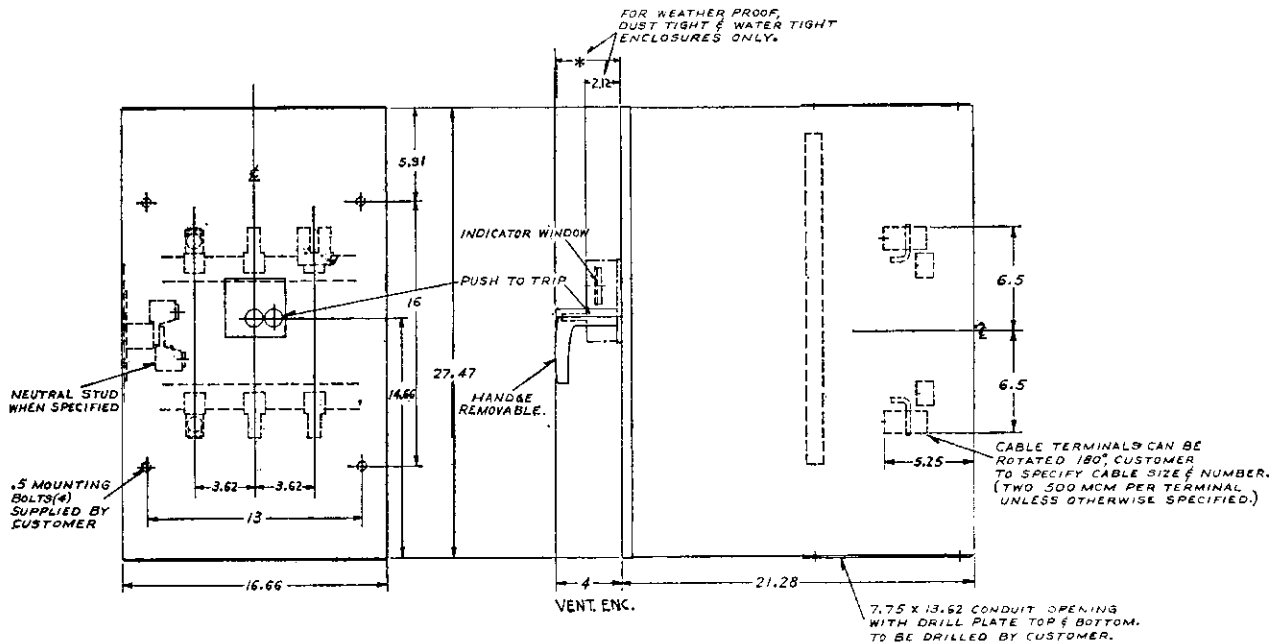 FOR WEATHER PROOF,
DUST TIGHT & WATER TIGHT
ENCLOSURES ONLY.
*
2.12
5.91
℄
INDICATOR WINDOW
PUSH TO TRIP
16
6.5
℄
27.47
14.66
NEUTRAL STUD
WHEN SPECIFIED
HANDGE
REMOVABLE.
6.5
CABLE TERMINALS CAN BE
ROTATED 180°, CUSTOMER
TO SPECIFY CABLE SIZE & NUMBER.
(TWO 500 MCM PER TERMINAL
UNLESS OTHERWISE SPECIFIED.)
5.25
.5 MOUNTING
BOLTS(4)
SUPPLIED BY
CUSTOMER
3.62
3.62
13
16.66
4
21.28
VENT. ENC.
7.75 X 13.62 CONDUIT OPENING
WITH DRILL PLATE TOP & BOTTOM.
TO BE DRILLED BY CUSTOMER.